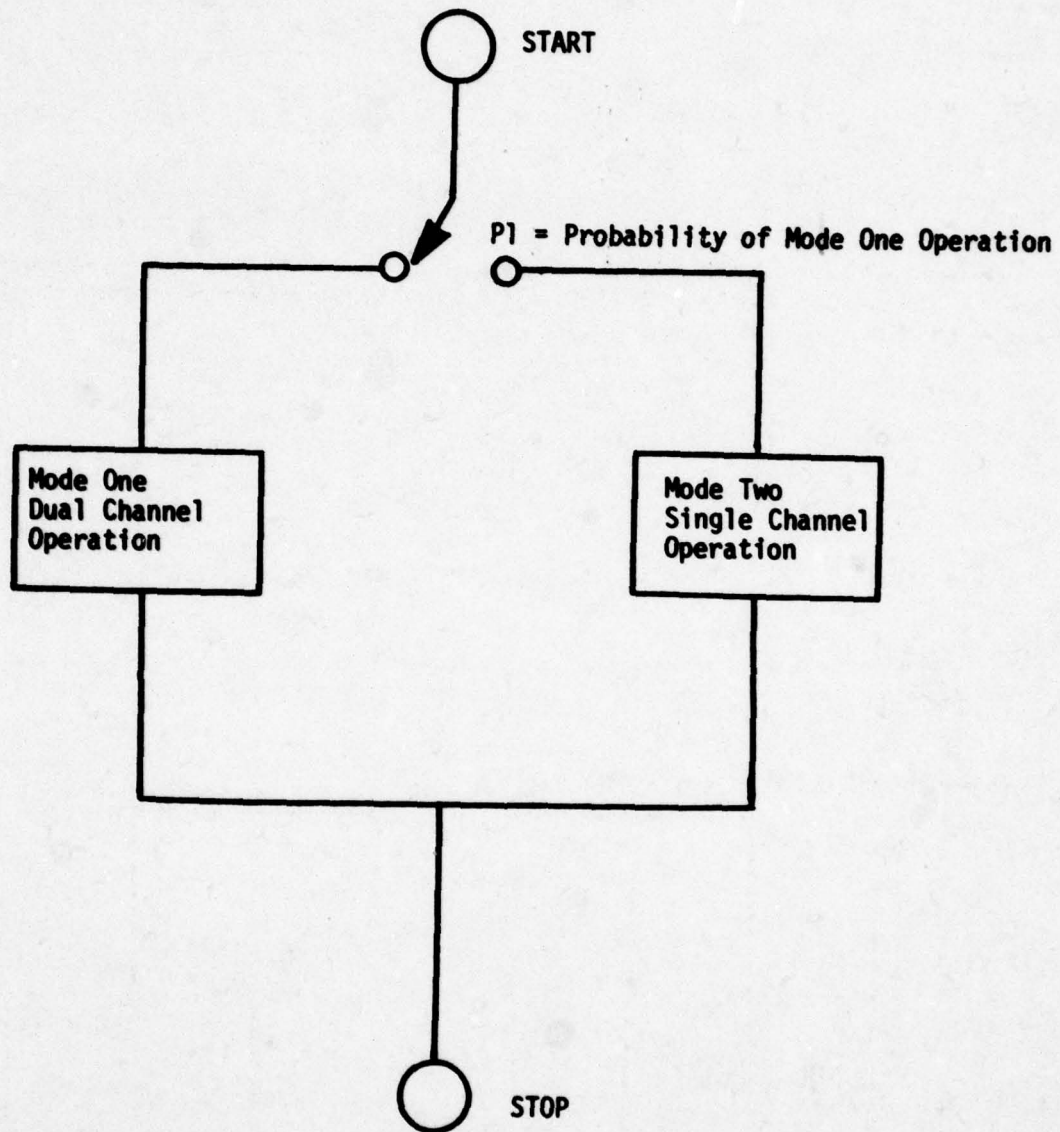 START
P1 = Probability of Mode One Operation
Mode One
Dual Channel
Operation
Mode Two
Single Channel
Operation
STOP